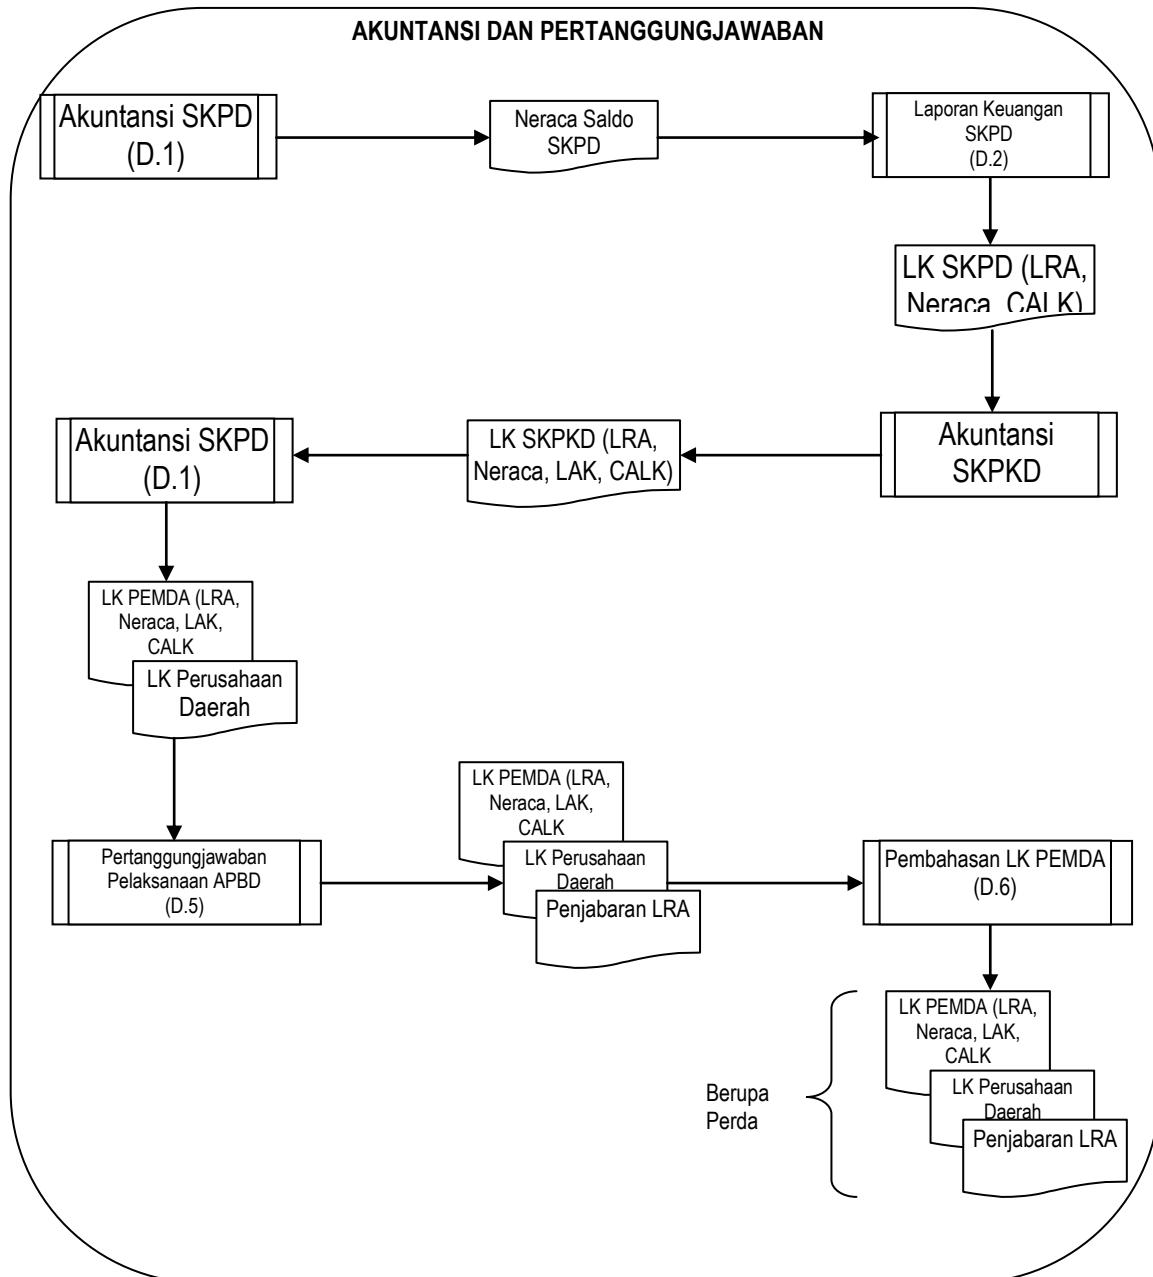 AKUNTANSI DAN PERTANGGUNGJAWABAN
Akuntansi SKPD
(D.1)
Neraca Saldo
SKPD
Laporan Keuangan
SKPD
(D.2)
LK SKPD (LRA,
Neraca, CALK)
Akuntansi SKPD
(D.1)
LK SKPKD (LRA,
Neraca, LAK, CALK)
Akuntansi
SKPKD
LK PEMDA (LRA,
Neraca, LAK,
CALK
LK Perusahaan
Daerah
LK PEMDA (LRA,
Neraca, LAK,
CALK
LK Perusahaan
Daerah
Penjabaran LRA
Pertanggungjawaban
Pelaksanaan APBD
(D.5)
Pembahasan LK PEMDA
(D.6)
LK PEMDA (LRA,
Neraca, LAK,
CALK
LK Perusahaan
Daerah
Penjabaran LRA
Berupa
Perda